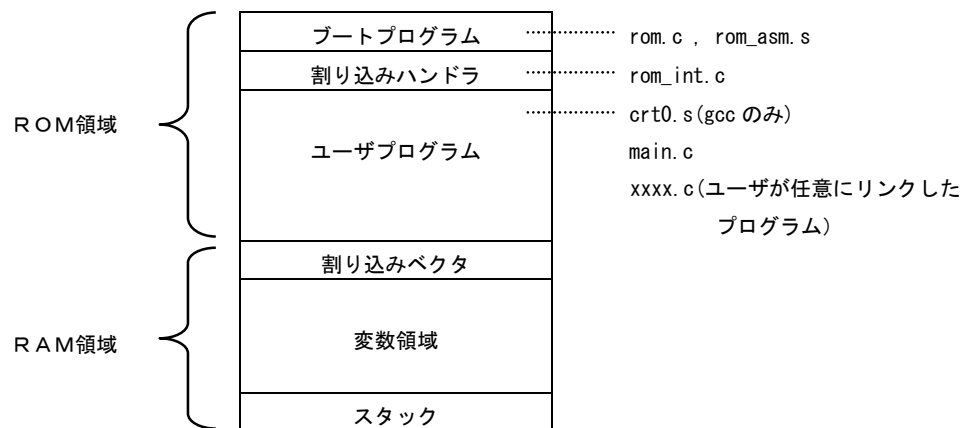 ブートプログラム rom.c , rom_asm.s
割り込みハンドラ rom_int.c
ROM領域
ユーザプログラム
crt0.s(gcc のみ)
main.c
xxxx.c(ユーザが任意にリンクした
プログラム)
割り込みベクタ
RAM領域
変数領域
スタック